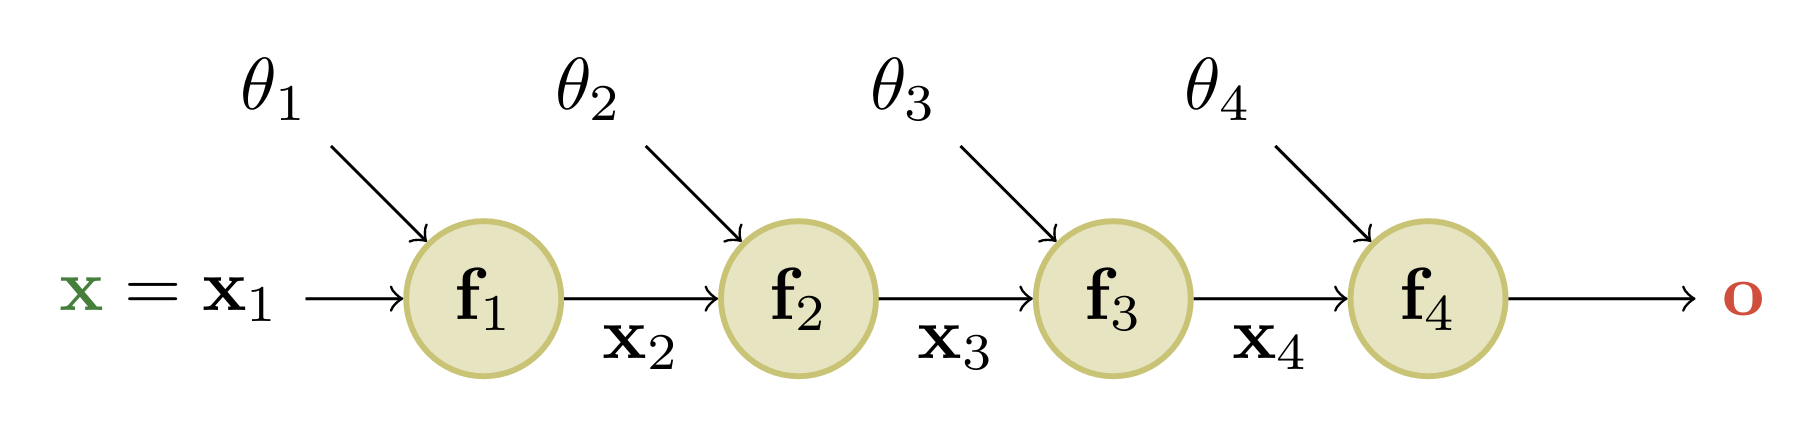 θ₁ θ₂ θ₃ θ₄
x = x₁ f₁ f₂ f₃ f₄ o
x₂ x₃ x₄